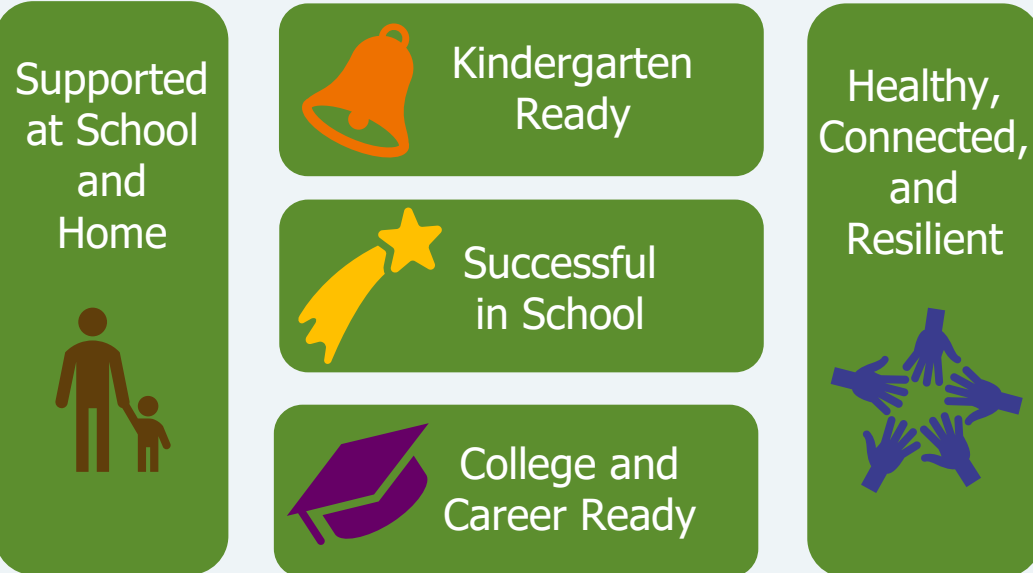 Supported
at School
and
Home
Kindergarten
Ready
Successful
in School
College and
Career Ready
Healthy,
Connected,
and
Resilient